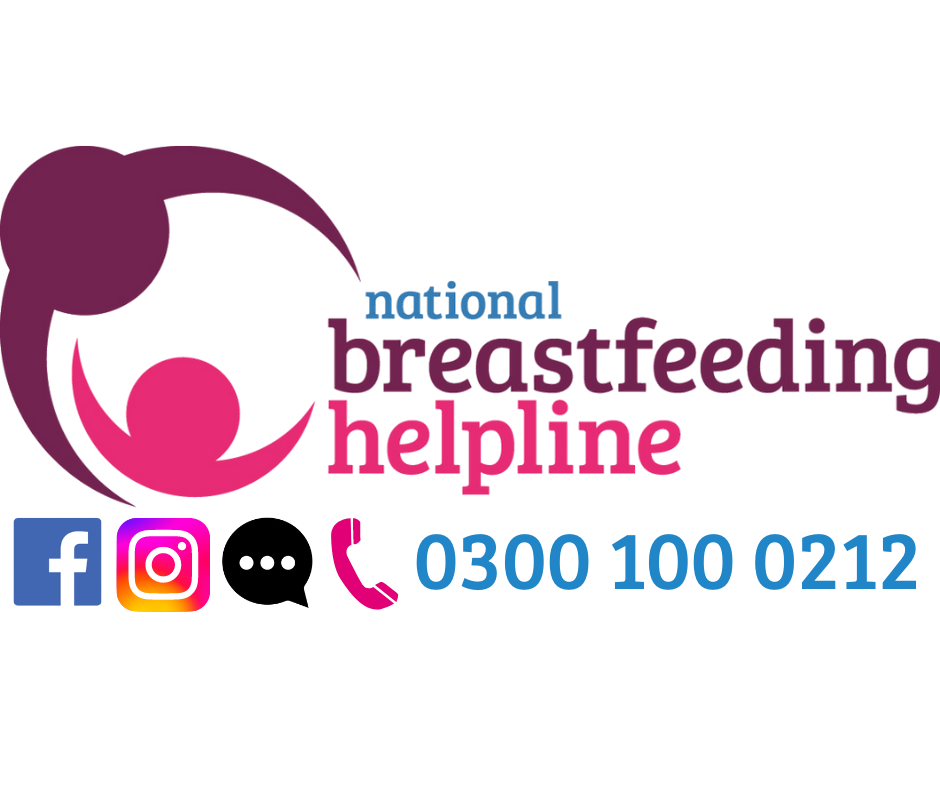 national
breastfeeding
helpline
0300 100 0212